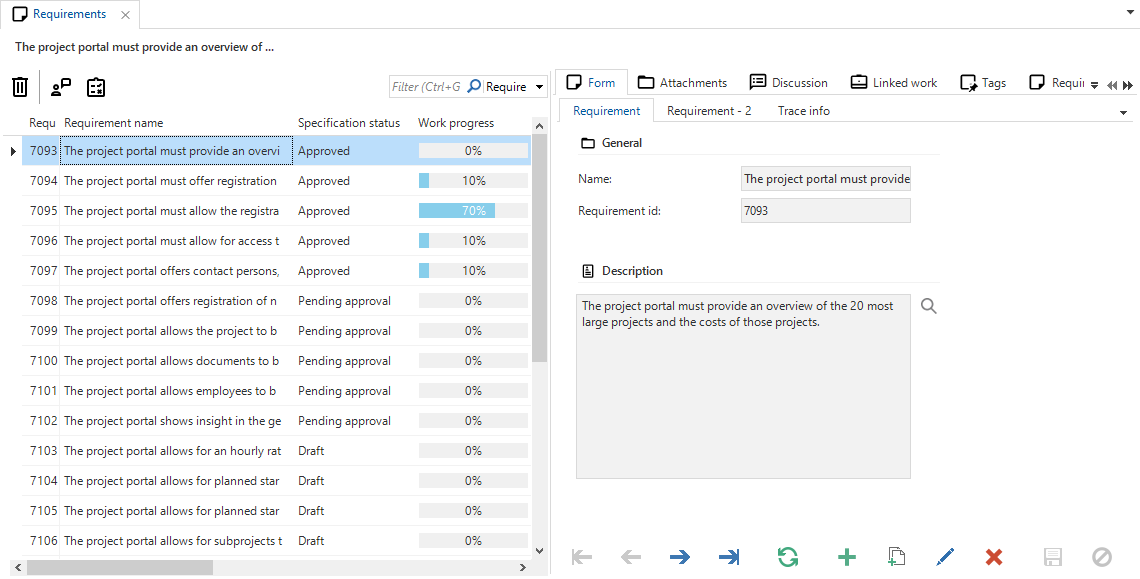 Requirements
The project portal must provide an overview of ...
Filter (Ctrl+G Require
Form Attachments Discussion Linked work Tags Requi
Requirement Requirement - 2 Trace info
Requ Requirement name Specification status Work progress
7093 The project portal must provide an overvi Approved 0%
7094 The project portal must offer registration Approved 10%
7095 The project portal must allow the registra Approved 70%
7096 The project portal must allow for access t Approved 10%
7097 The project portal offers contact persons, Approved 10%
7098 The project portal offers registration of n Pending approval 0%
7099 The project portal allows the project to b Pending approval 0%
7100 The project portal allows documents to b Pending approval 0%
7101 The project portal allows employees to b Pending approval 0%
7102 The project portal shows insight in the ge Pending approval 0%
7103 The project portal allows for an hourly rat Draft 0%
7104 The project portal allows for planned star Draft 0%
7105 The project portal allows for planned star Draft 0%
7106 The project portal allows for subprojects t Draft 0%
General
Name: The project portal must provide
Requirement id: 7093
Description
The project portal must provide an overview of the 20 most
large projects and the costs of those projects.